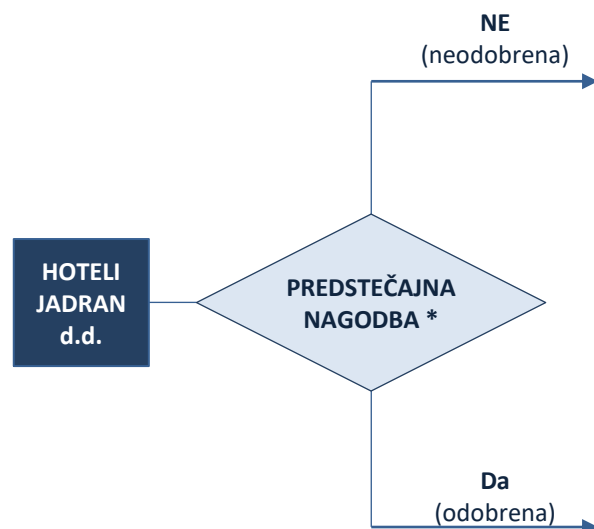 NE
(neodobrena)
HOTELI
JADRAN
d.d.
PREDSTEČAJNA
NAGODBA *
Da
(odobrena)